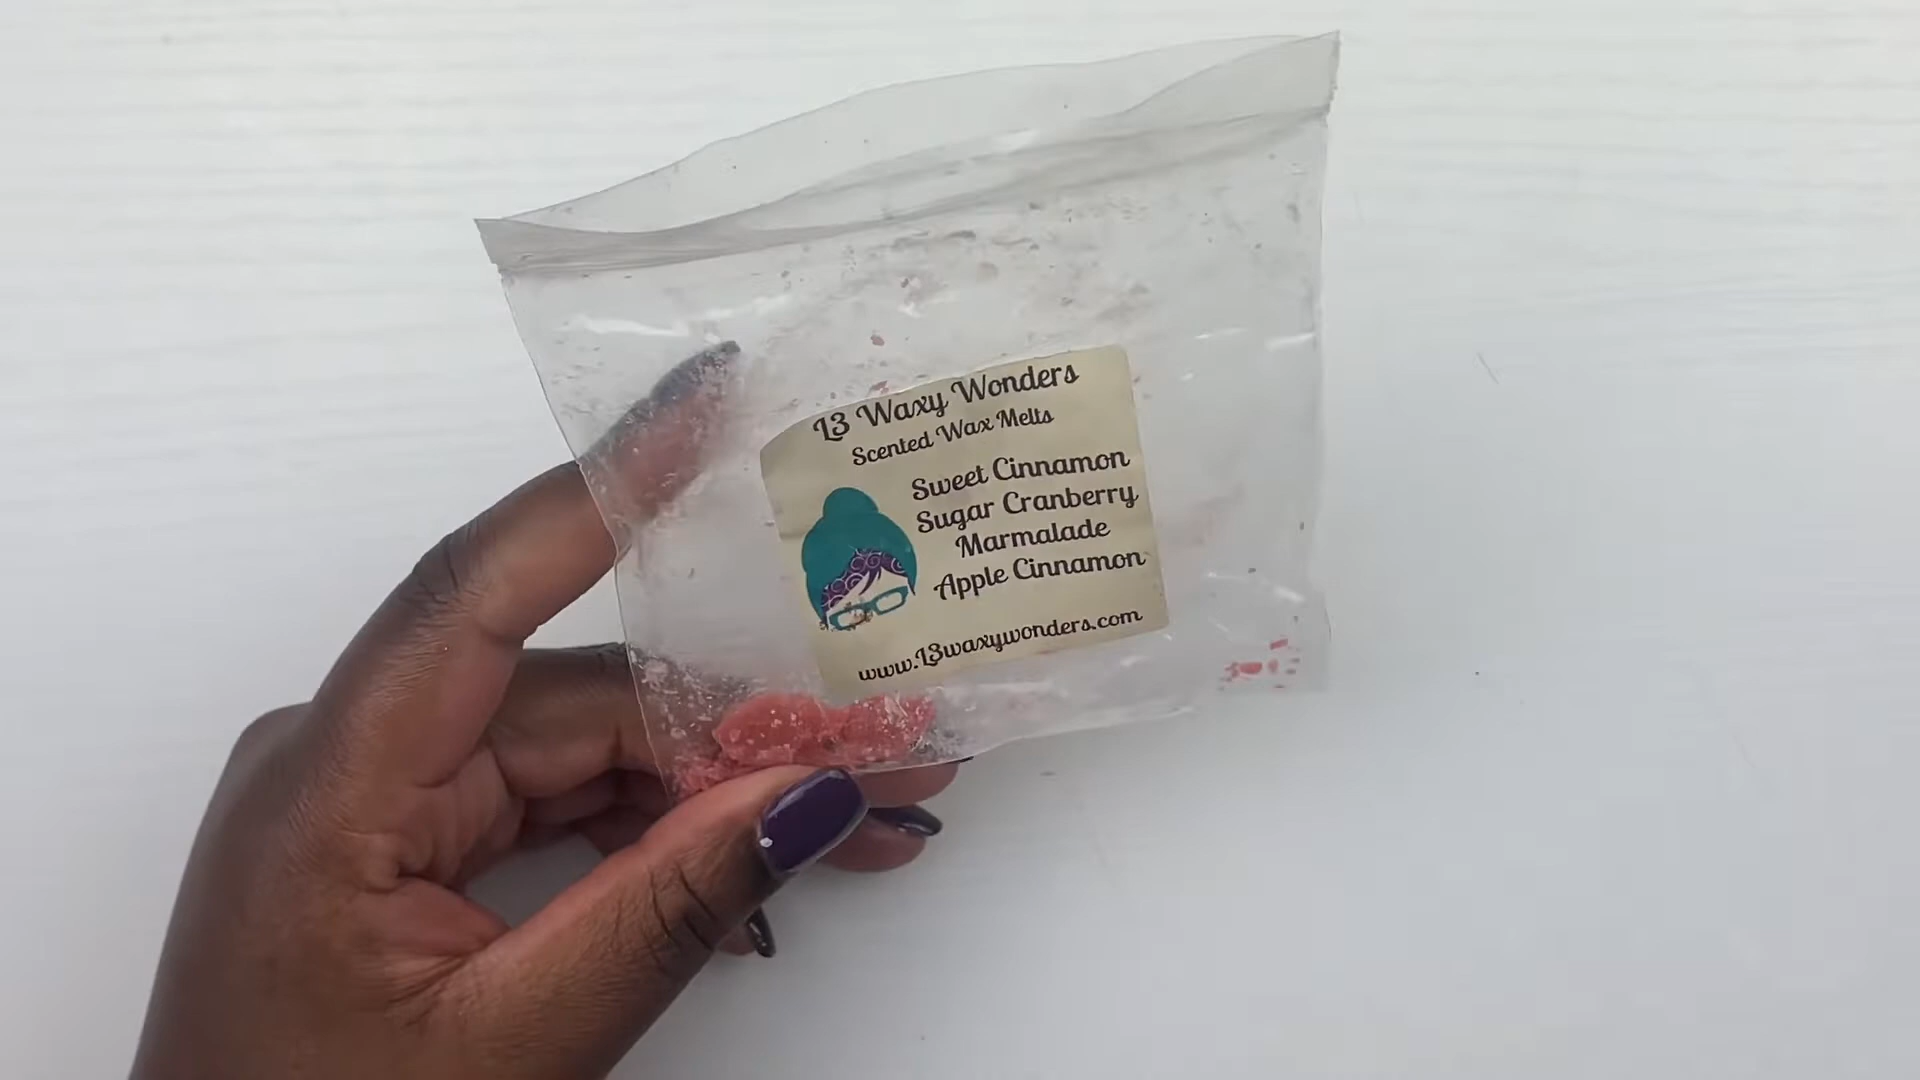 L3 Waxy Wonders
Scented Wax Melts
Sweet Cinnamon
Sugar Cranberry
Marmalade
Apple Cinnamon
www.L3waxywonders.com